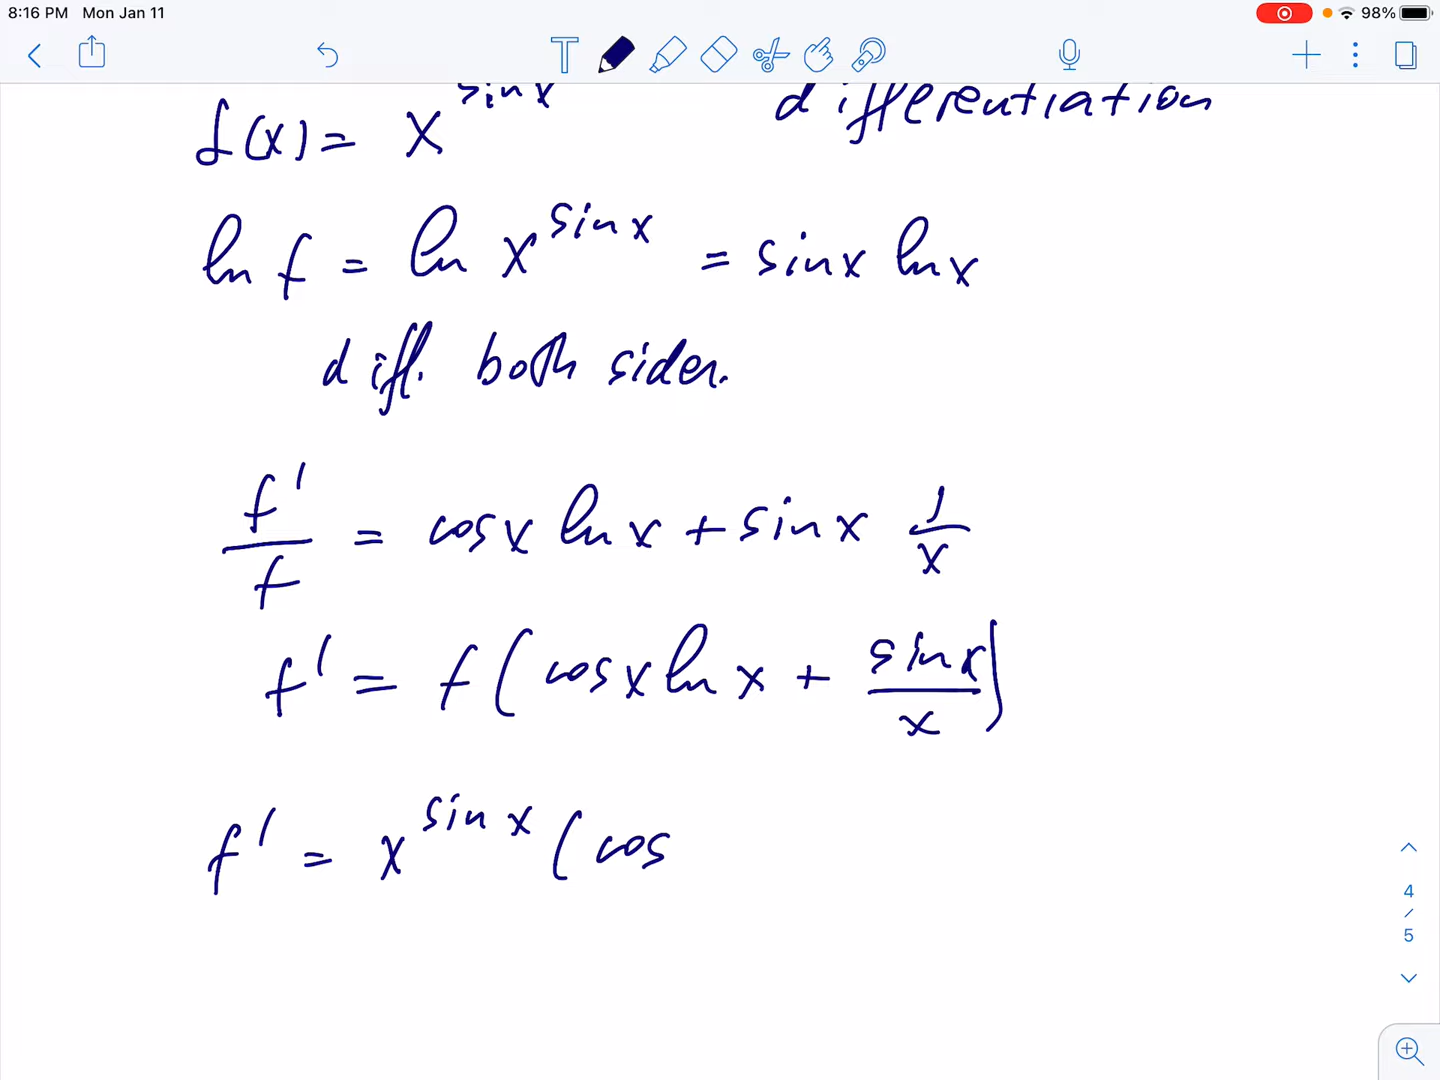 8:16 PM Mon Jan 11 98%
T
differentiation
f(x) = x^sinx
ln f = ln x^sinx = sinx lnx
diff. both sides.
f'/f = cosx lnx + sinx 1/x
f' = f(cosx ln x + sinx/x)
f' = x^sinx (cos
4
/
5